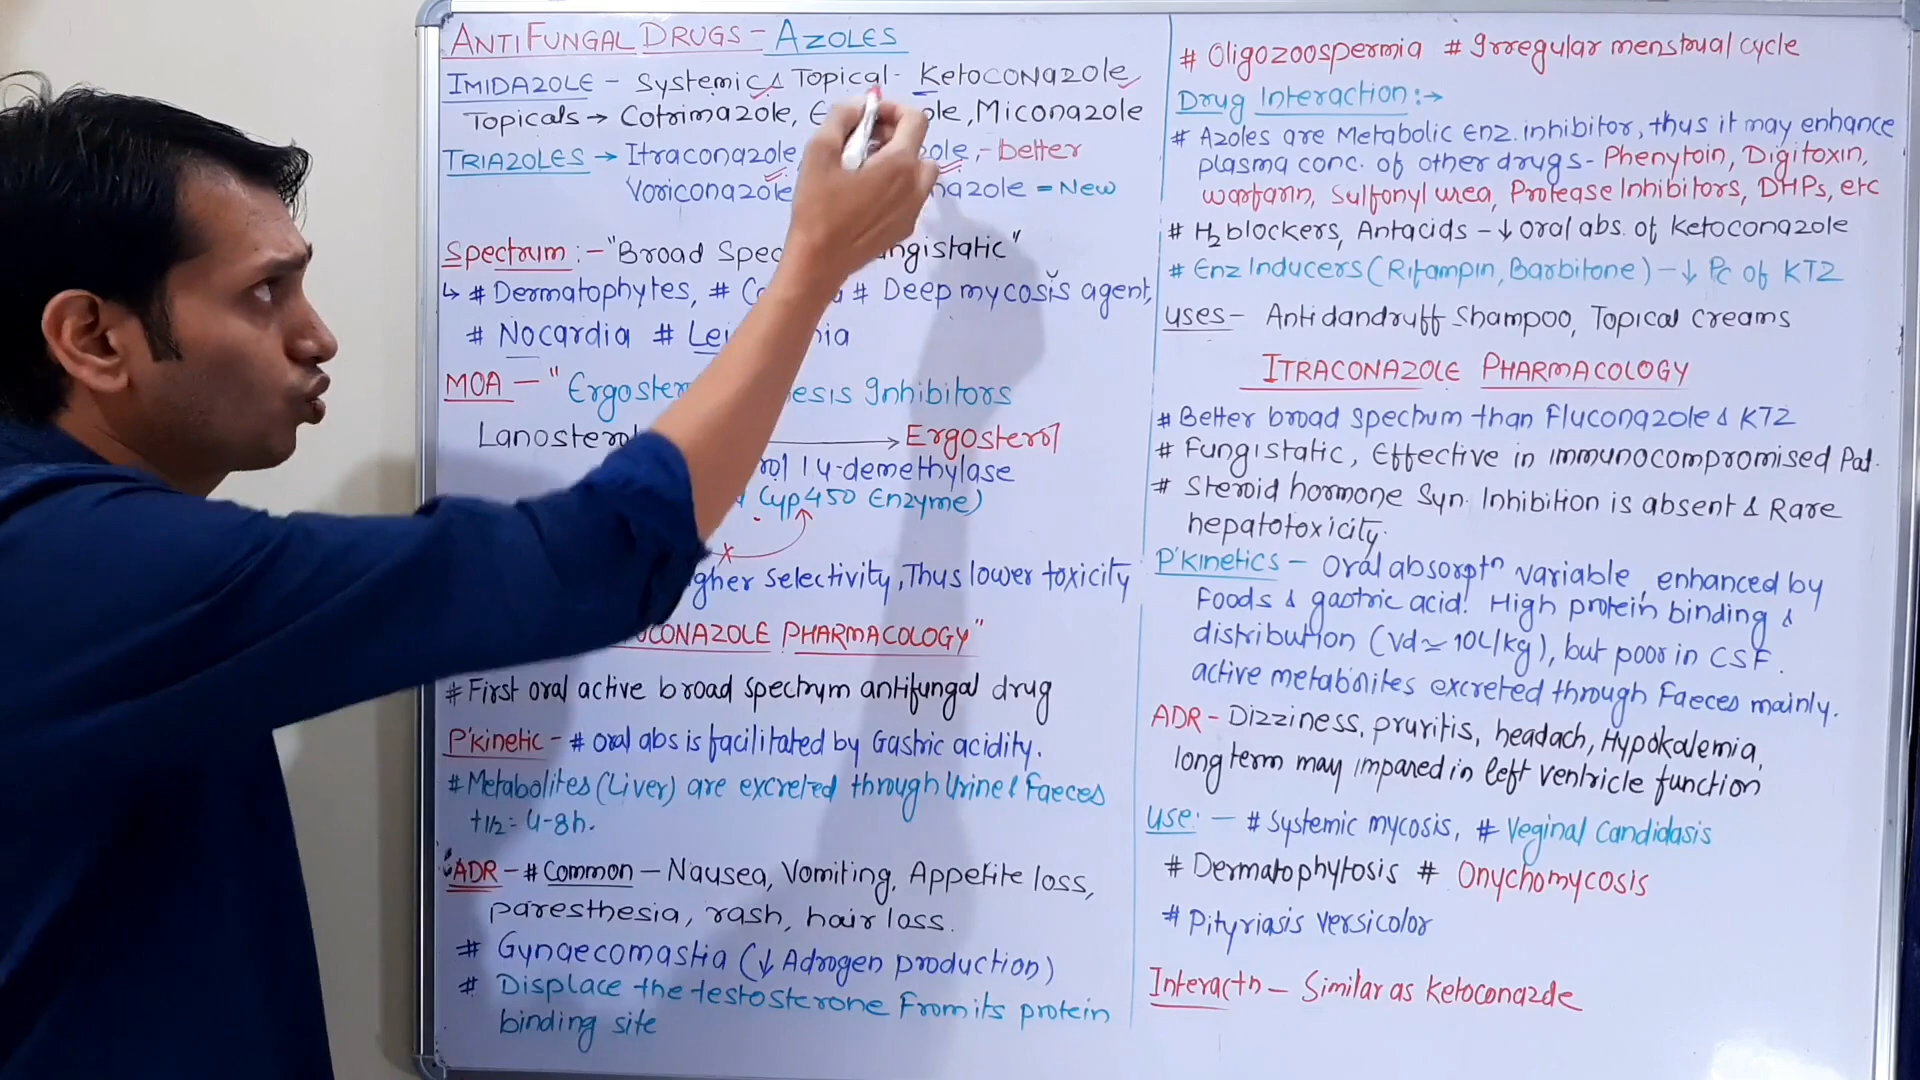 ANTIFUNGAL DRUGS - AZOLES
IMIDAZOLE - Systemic & Topical - Ketoconazole
Topicals → Cotrimazole, ole, Miconazole
TRIAZOLES → Itraconazole, ole, - better
Voriconazole nazole = New
Spectrum :- "Broad Spec ngistatic"
↳ # Dermatophytes, # C # Deep mycosis agent,
# Nocardia # Lei nia
MOA - " Ergoster esis Inhibitors
Lanosterol → Ergosterol
rol 14-demethylase
Cyp450 Enzyme)
x
gher Selectivity, Thus lower toxicity
UCONAZOLE PHARMACOLOGY"
# First oral active broad spectrum antifungal drug
P'kinetic - # oral abs is facilitated by Gastric acidity.
# Metabolites (Liver) are excreted through Urine & Faeces
t1/2 = 4-8h.
ADR - # Common - Nausea, Vomiting, Appetite loss,
paresthesia, rash, hair loss.
# Gynaecomastia (↓ Adrogen production)
# Displace the testosterone From its protein
binding site
# Oligozoospermia # Irregular menstrual cycle
Drug Interaction :→
# Azoles are Metabolic Enz. inhibitor, thus it may enhance
plasma conc. of other drugs - Phenytoin, Digitoxin,
warfarin, Sulfonyl urea, Protease Inhibitors, DHPs, etc
# H2 blockers, Antacids - ↓ oral abs. of Ketoconazole
# Enz Inducers (Rifampin, Barbitone) - ↓ Pc of KTZ
Uses - Antidandruff Shampoo, Topical creams
ITRACONAZOLE PHARMACOLOGY
# Better broad Spectrum than Fluconazole & KTZ
# Fungistatic, Effective in immunocompromised Pat.
# Steroid hormone Syn. Inhibition is absent & Rare
hepatotoxicity.
P'kinetics - Oral absorptn variable, enhanced by
Foods & gastric acid. High protein binding &
distribution (Vd ≃ 10L/kg), but poor in CSF.
active metabolites excreted through Faeces mainly.
ADR - Dizziness, pruritis, headach, Hypokalemia,
long term may impared in left ventricle function
Use: - # Systemic mycosis, # Veginal Candidasis
# Dermatophytosis # Onychomycosis
# Pityriasis versicolor
Interactn - Similar as Ketoconazole